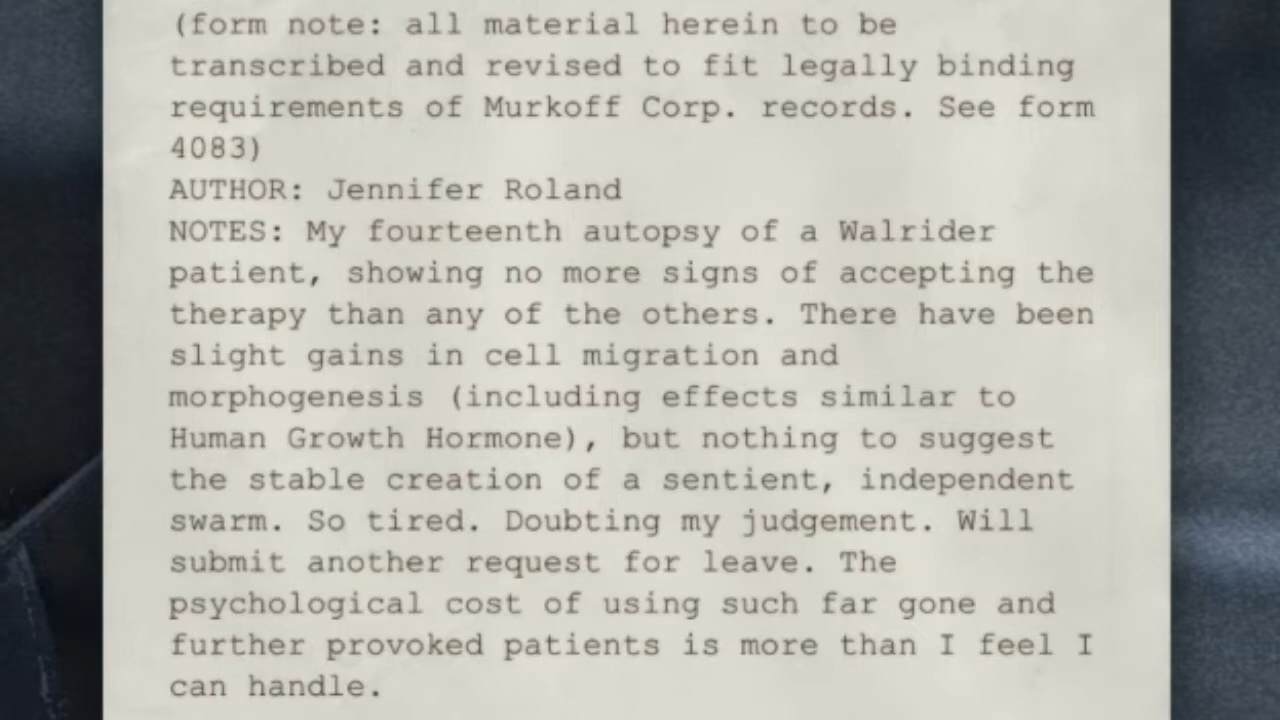 (form note: all material herein to be
transcribed and revised to fit legally binding
requirements of Murkoff Corp. records. See form
4083)
AUTHOR: Jennifer Roland
NOTES: My fourteenth autopsy of a Walrider
patient, showing no more signs of accepting the
therapy than any of the others. There have been
slight gains in cell migration and
morphogenesis (including effects similar to
Human Growth Hormone), but nothing to suggest
the stable creation of a sentient, independent
swarm. So tired. Doubting my judgement. Will
submit another request for leave. The
psychological cost of using such far gone and
further provoked patients is more than I feel I
can handle.